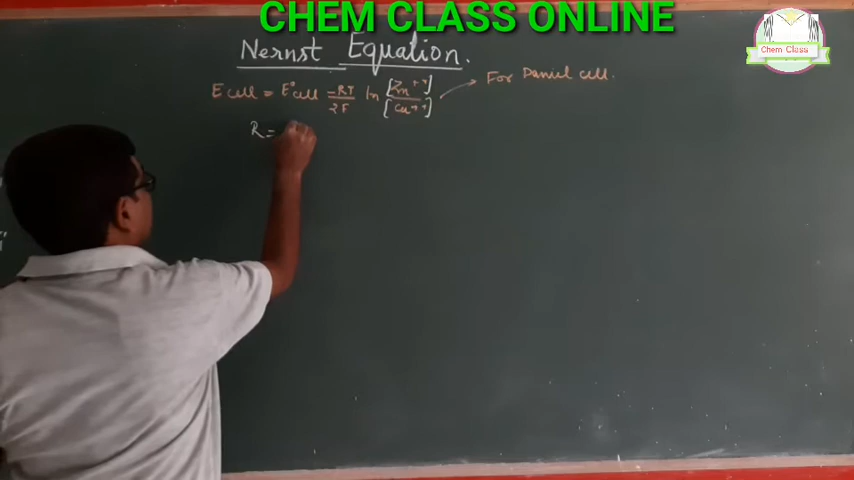 CHEM CLASS ONLINE
Chem Class
Nernst Equation.
E cell = E° cell - RT/2F ln [Zn++]/[Cu++] → For Daniel cell.
R =